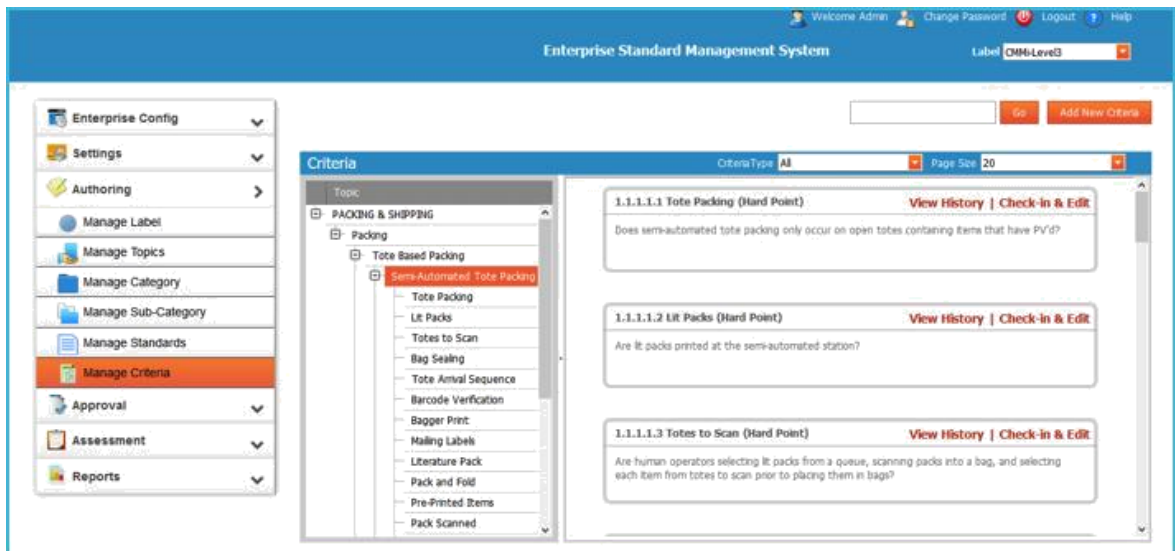 Welcome Admin Change Password Logout ? Help
Enterprise Standard Management System
Label CMMi-Level3
Enterprise Config
Settings
Authoring
Manage Label
Manage Topics
Manage Category
Manage Sub-Category
Manage Standards
Manage Criteria
Approval
Assessment
Reports
Go Add New Criteria
Criteria CriteriaType All Page Size 20
Topic
PACKING & SHIPPING
Packing
Tote Based Packing
Semi-Automated Tote Packing
Tote Packing
Lit Packs
Totes to Scan
Bag Sealing
Tote Arrival Sequence
Barcode Verification
Bagger Print
Mailing Labels
Literature Pack
Pack and Fold
Pre-Printed Items
Pack Scanned
1.1.1.1.1 Tote Packing (Hard Point) View History | Check-in & Edit
Does semi-automated tote packing only occur on open totes containing items that have PV'd?
1.1.1.1.2 Lit Packs (Hard Point) View History | Check-in & Edit
Are lit packs printed at the semi-automated station?
1.1.1.1.3 Totes to Scan (Hard Point) View History | Check-in & Edit
Are human operators selecting lit packs from a queue, scanning packs into a bag, and selecting
each item from totes to scan prior to placing them in bags?